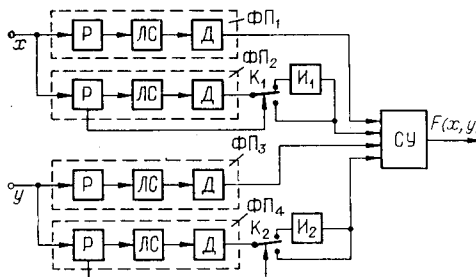 ФП1
x
Р
ЛС
Д
ФП2
Р
ЛС
Д
К1
И1
СУ
F(x, y)
ФП3
y
Р
ЛС
Д
ФП4
Р
ЛС
Д
К2
И2